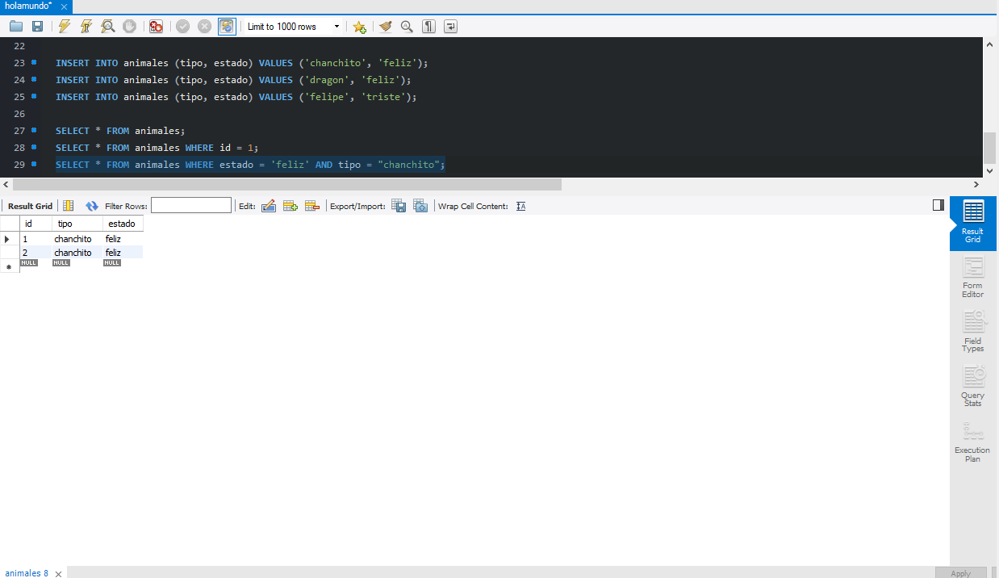 holamundo*
Limit to 1000 rows
22
23 INSERT INTO animales (tipo, estado) VALUES ('chanchito', 'feliz');
24 INSERT INTO animales (tipo, estado) VALUES ('dragon', 'feliz');
25 INSERT INTO animales (tipo, estado) VALUES ('felipe', 'triste');
26
27 SELECT * FROM animales;
28 SELECT * FROM animales WHERE id = 1;
29 SELECT * FROM animales WHERE estado = 'feliz' AND tipo = "chanchito";
Result Grid Filter Rows: Edit: Export/Import: Wrap Cell Content:
id tipo estado
1 chanchito feliz
2 chanchito feliz
NULL NULL NULL
Result
Grid
Form
Editor
Field
Types
Query
Stats
Execution
Plan
animales 8 Apply